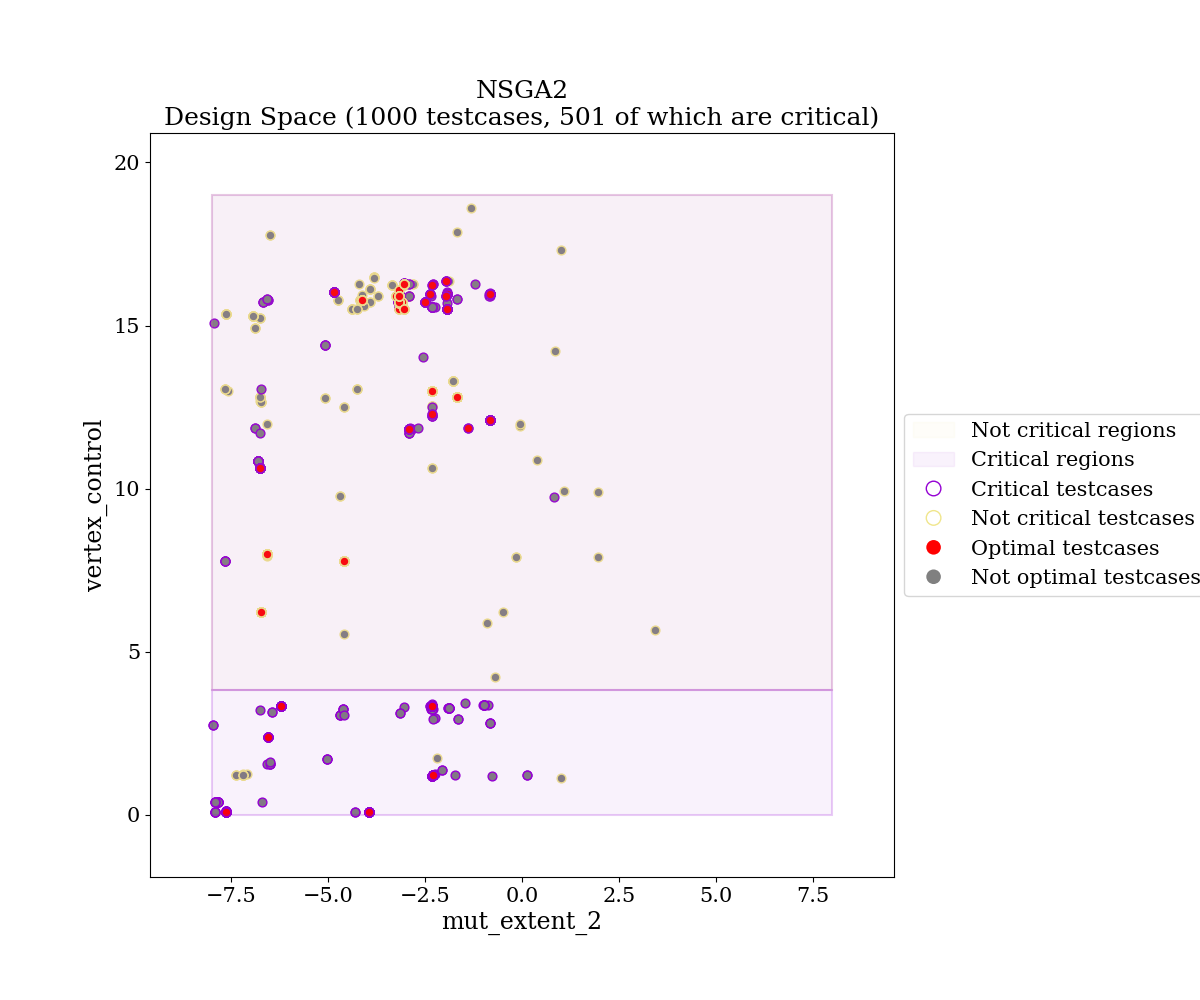 NSGA2
Design Space (1000 testcases, 501 of which are critical)
20
15
10
5
0
vertex_control
−7.5 −5.0 −2.5 0.0 2.5 5.0 7.5
mut_extent_2
Not critical regions
Critical regions
Critical testcases
Not critical testcases
Optimal testcases
Not optimal testcases